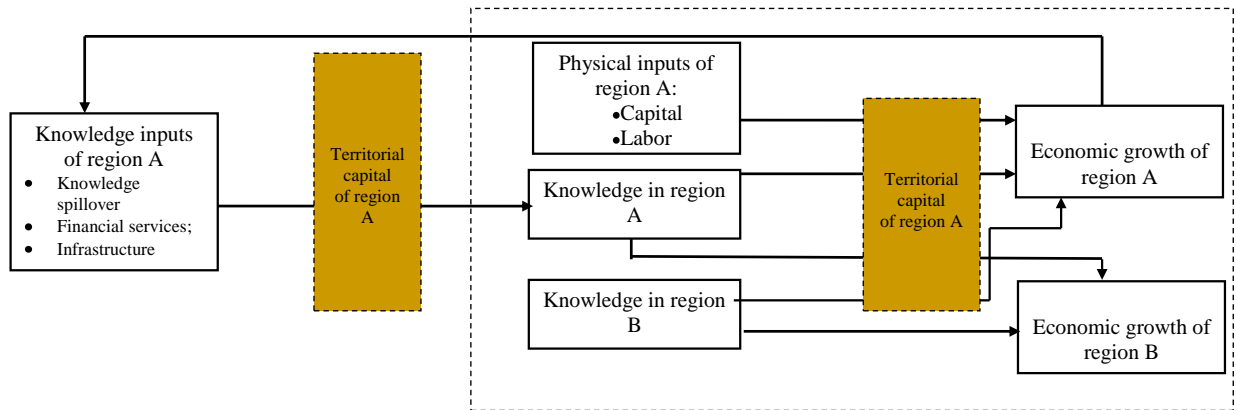 Knowledge inputs
of region A
• Knowledge
spillover
• Financial services;
• Infrastructure
Territorial
capital
of region
A
Physical inputs of
region A:
•Capital
•Labor
Knowledge in region
A
Knowledge in region
B
Territorial
capital
of region A
Economic growth of
region A
Economic growth of
region B